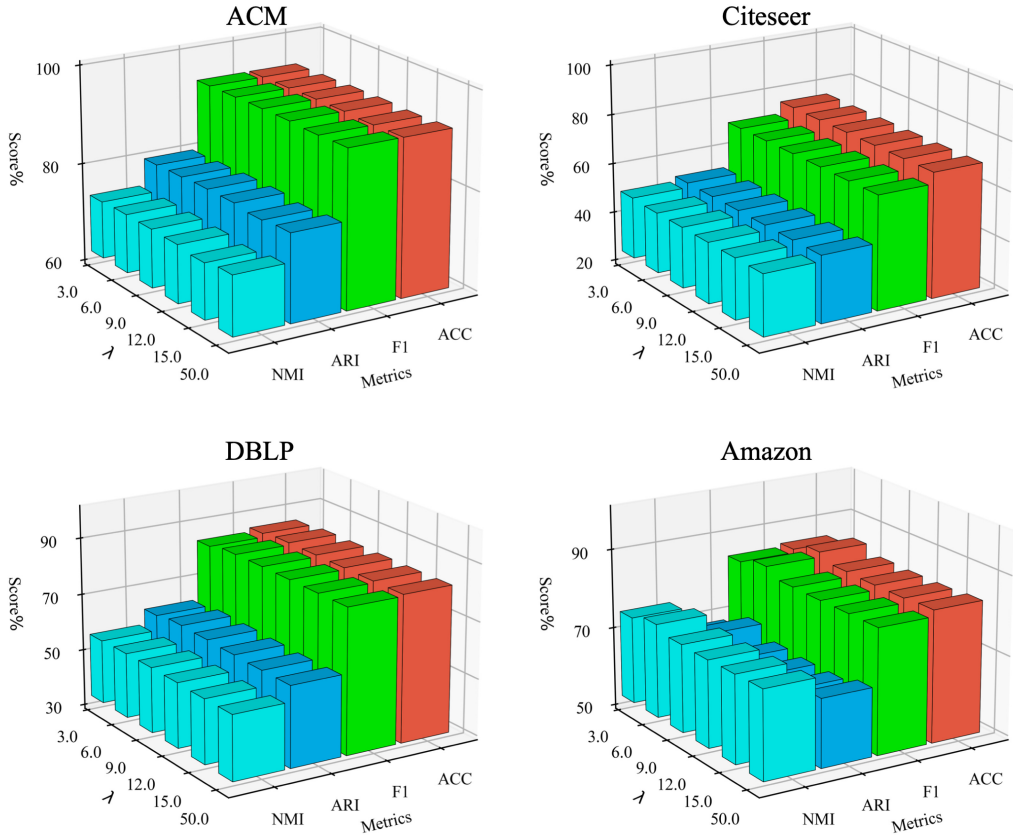 ACM
100
80
60
Score%
3.0
6.0
9.0
12.0
15.0
50.0
λ
NMI
ARI
F1
ACC
Metrics
Citeseer
100
80
60
40
20
Score%
3.0
6.0
9.0
12.0
15.0
50.0
λ
NMI
ARI
F1
ACC
Metrics
DBLP
90
70
50
30
Score%
3.0
6.0
9.0
12.0
15.0
50.0
λ
NMI
ARI
F1
ACC
Metrics
Amazon
90
70
50
Score%
3.0
6.0
9.0
12.0
15.0
50.0
λ
NMI
ARI
F1
ACC
Metrics